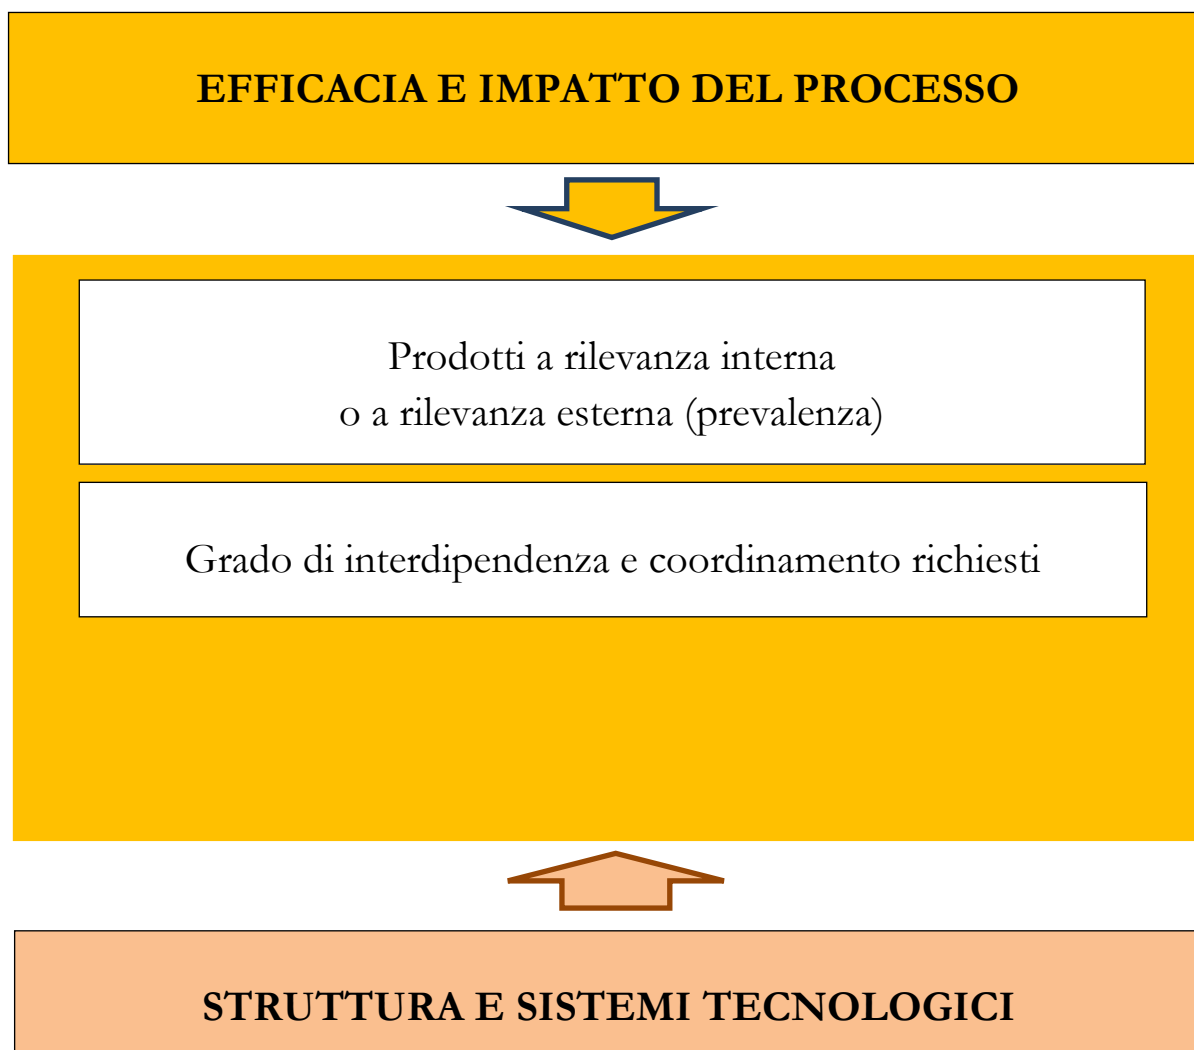 EFFICACIA E IMPATTO DEL PROCESSO
Prodotti a rilevanza interna
o a rilevanza esterna (prevalenza)
Grado di interdipendenza e coordinamento richiesti
STRUTTURA E SISTEMI TECNOLOGICI